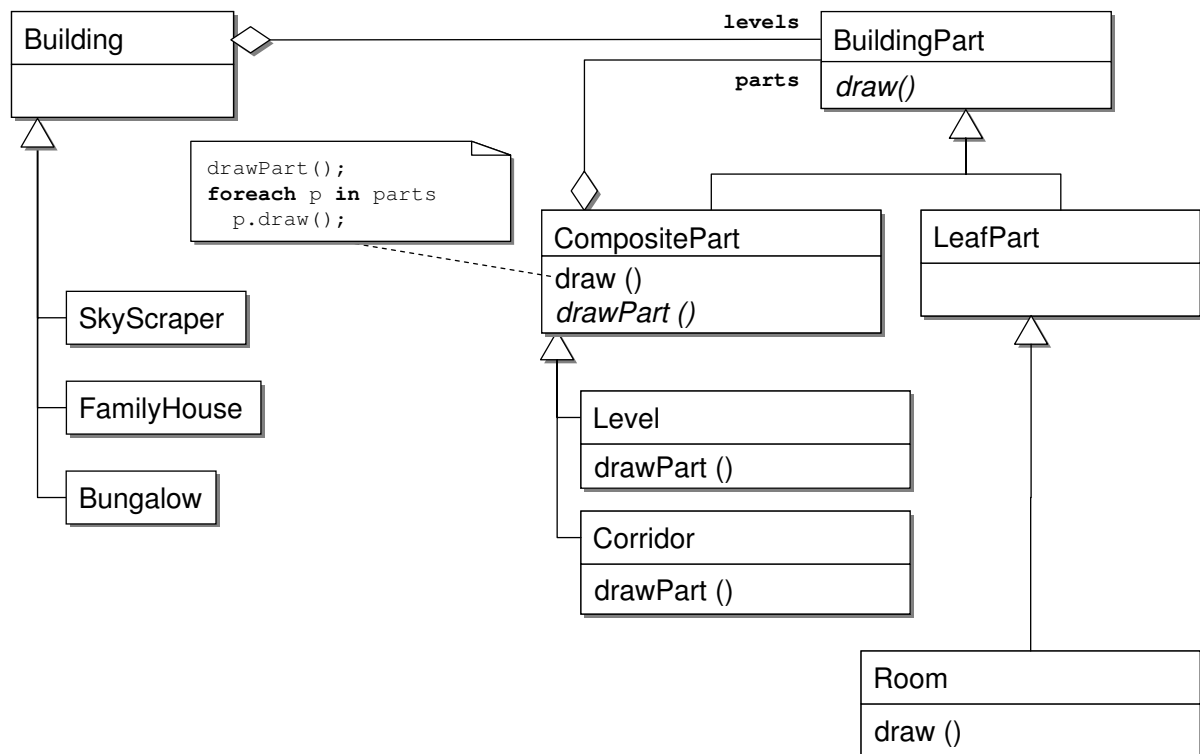 Building
levels
BuildingPart
parts
draw()
drawPart();
foreach p in parts
p.draw();
CompositePart
draw ()
drawPart ()
LeafPart
SkyScraper
FamilyHouse
Bungalow
Level
drawPart ()
Corridor
drawPart ()
Room
draw ()